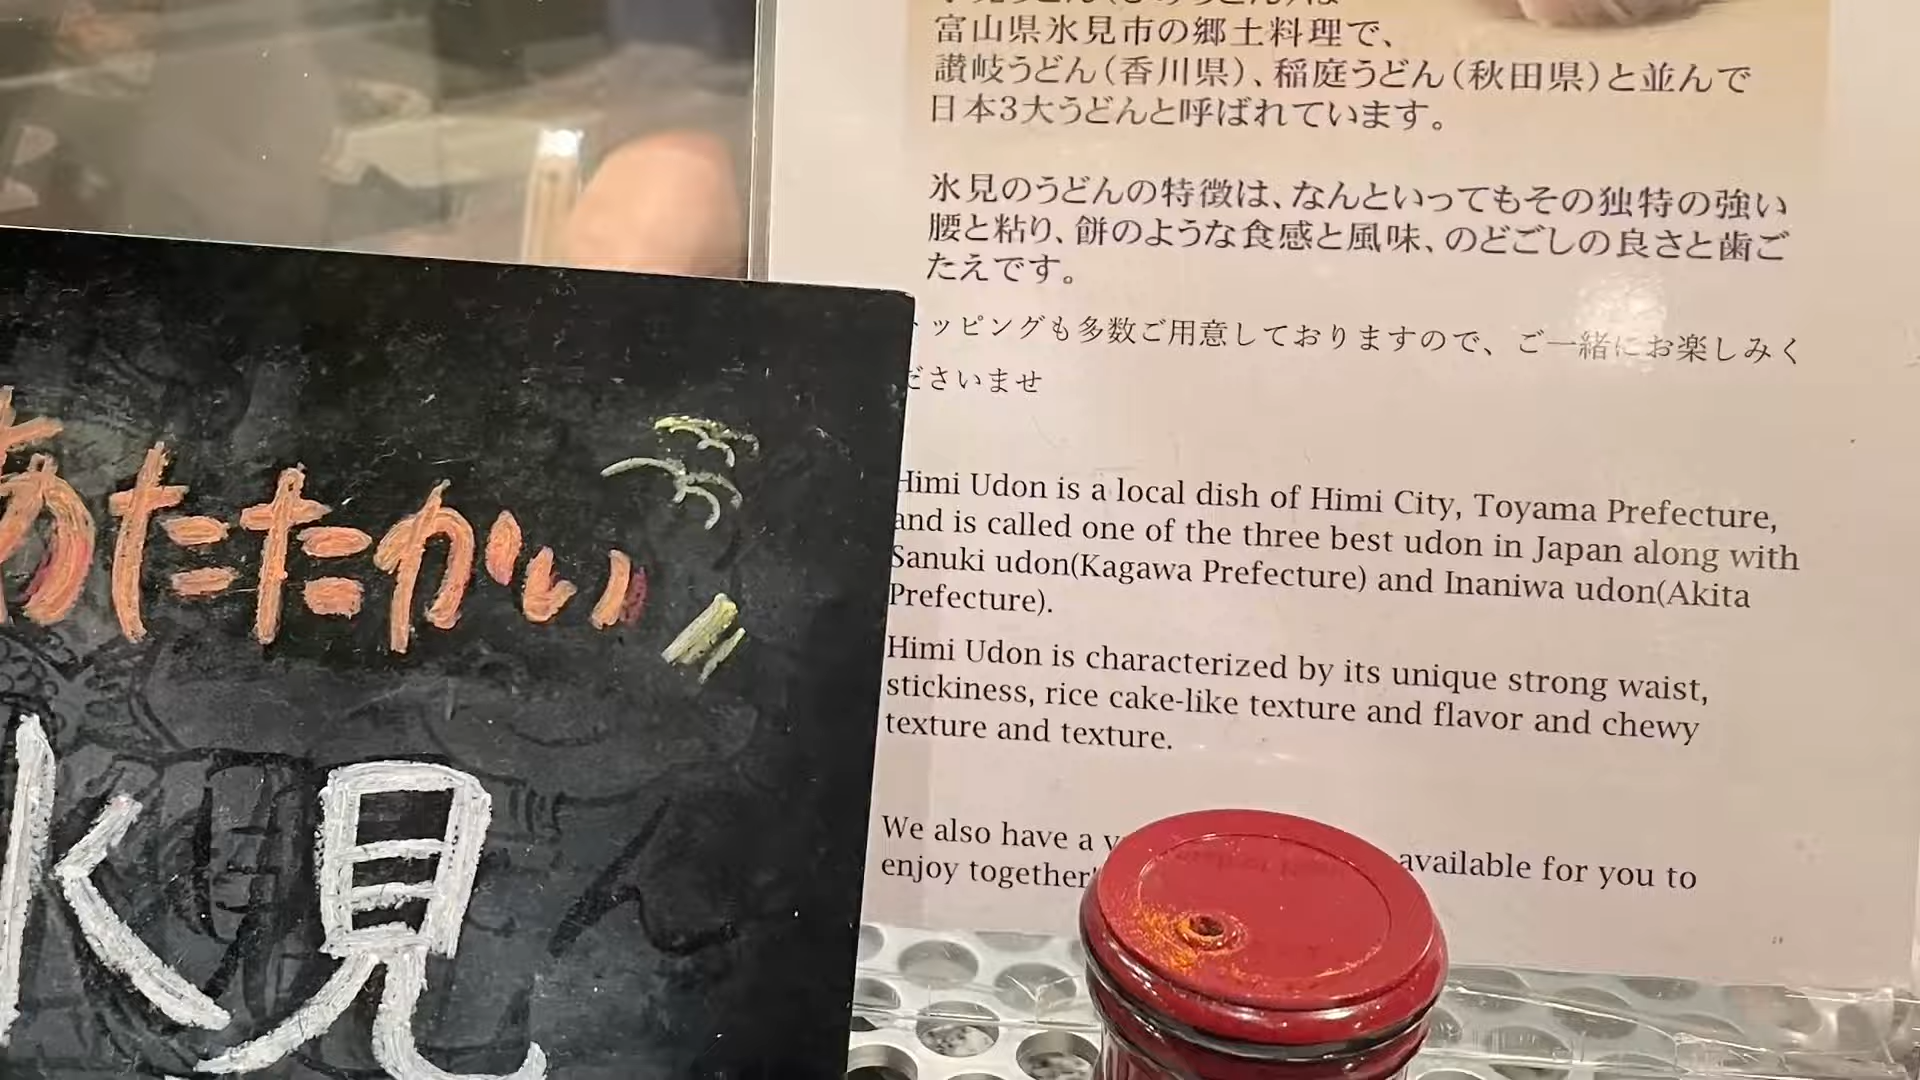 富山県氷見市の郷土料理で、
讃岐うどん(香川県)、稲庭うどん(秋田県)と並んで
日本3大うどんと呼ばれています。
氷見のうどんの特徴は、なんといってもその独特の強い
腰と粘り、餅のような食感と風味、のどごしの良さと歯ご
たえです。
トッピングも多数ご用意しておりますので、ご一緒にお楽しみく
ださいませ
Himi Udon is a local dish of Himi City, Toyama Prefecture,
and is called one of the three best udon in Japan along with
Sanuki udon(Kagawa Prefecture) and Inaniwa udon(Akita
Prefecture).
Himi Udon is characterized by its unique strong waist,
stickiness, rice cake-like texture and flavor and chewy
texture and texture.
We also have a available for you to
enjoy together
あたたかい
氷見